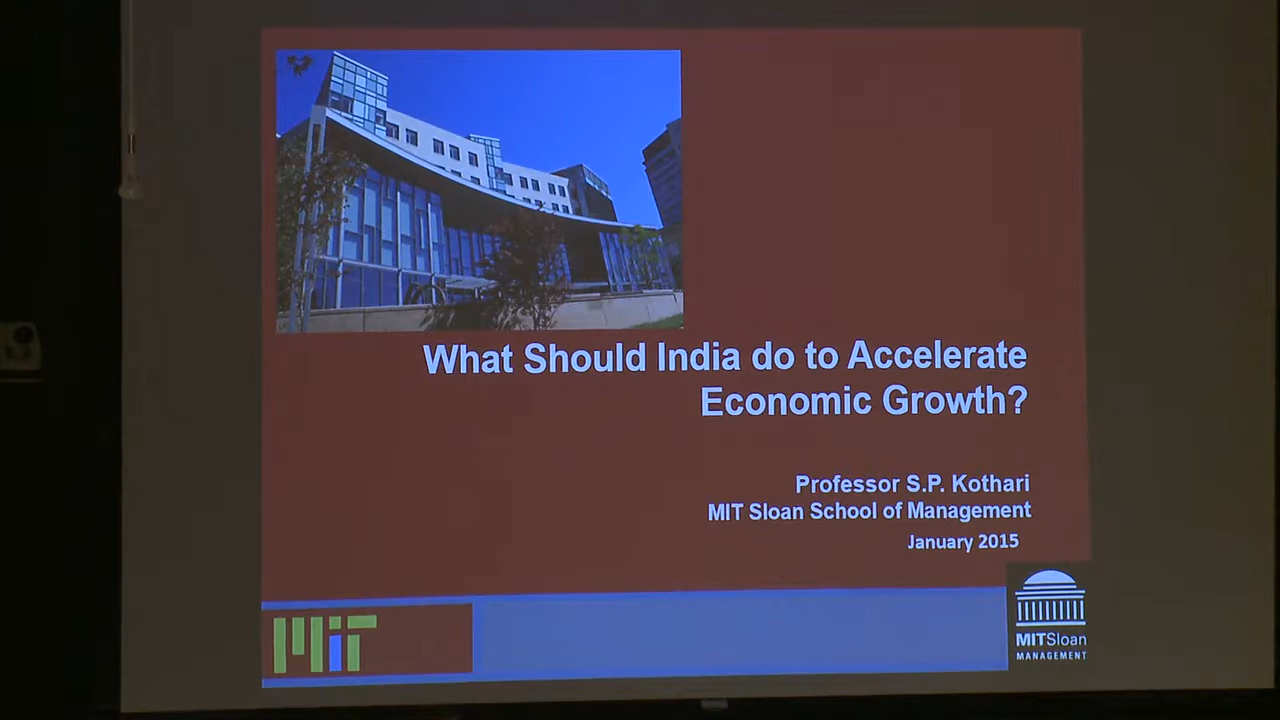 What Should India do to Accelerate
Economic Growth?
Professor S.P. Kothari
MIT Sloan School of Management
January 2015
MIT
MITSloan
MANAGEMENT